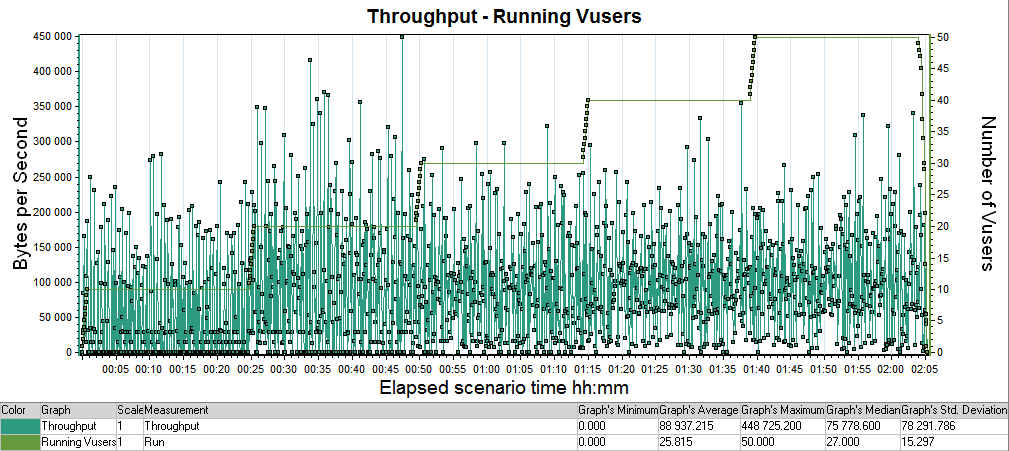 Throughput - Running Vusers
Bytes per Second
450 000
400 000
350 000
300 000
250 000
200 000
150 000
100 000
50 000
0
50
45
40
35
30
25
20
15
10
5
0
Number of Vusers
00:05 00:10 00:15 00:20 00:25 00:30 00:35 00:40 00:45 00:50 00:55 01:00 01:05 01:10 01:15 01:20 01:25 01:30 01:35 01:40 01:45 01:50 01:55 02:00 02:05
Elapsed scenario time hh:mm
Color Graph Scale Measurement Graph's Minimum Graph's Average Graph's Maximum Graph's Median Graph's Std. Deviation
Throughput 1 Throughput 0.000 88 937.215 448 725.200 75 778.600 78 291.786
Running Vusers 1 Run 0.000 25.815 50.000 27.000 15.297